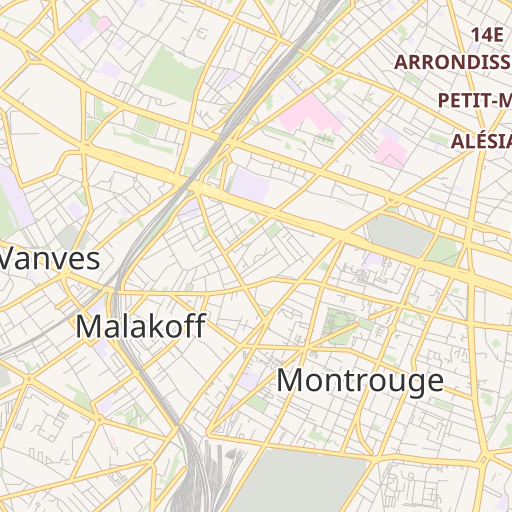 14E
ARRONDISS
PETIT-M
ALÉSIA
Vanves
Malakoff
Montrouge